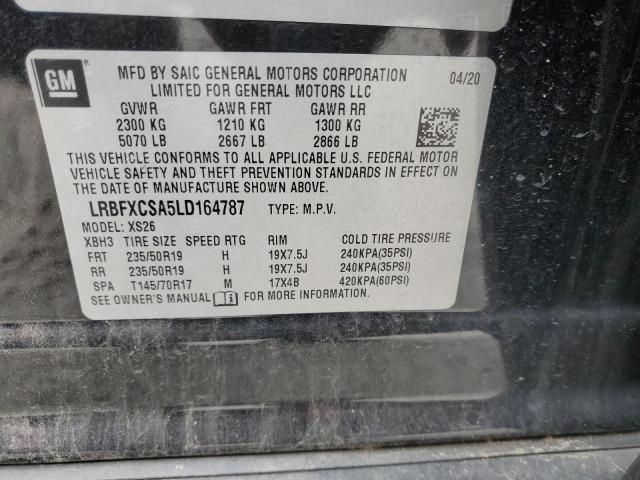 GM
MFD BY SAIC GENERAL MOTORS CORPORATION 04/20
LIMITED FOR GENERAL MOTORS LLC
GVWR GAWR FRT GAWR RR
2300 KG 1210 KG 1300 KG
5070 LB 2667 LB 2866 LB
THIS VEHICLE CONFORMS TO ALL APPLICABLE U.S. FEDERAL MOTOR
VEHICLE SAFETY AND THEFT PREVENTION STANDARDS IN EFFECT ON
THE DATE OF MANUFACTURE SHOWN ABOVE.
LRBFXCSA5LD164787 TYPE: M.P.V.
MODEL: XS26
XBH3 TIRE SIZE SPEED RTG RIM COLD TIRE PRESSURE
FRT 235/50R19 H 19X7.5J 240KPA(35PSI)
RR 235/50R19 H 19X7.5J 240KPA(35PSI)
SPA T145/70R17 M 17X4B 420KPA(60PSI)
SEE OWNER'S MANUAL FOR MORE INFORMATION.